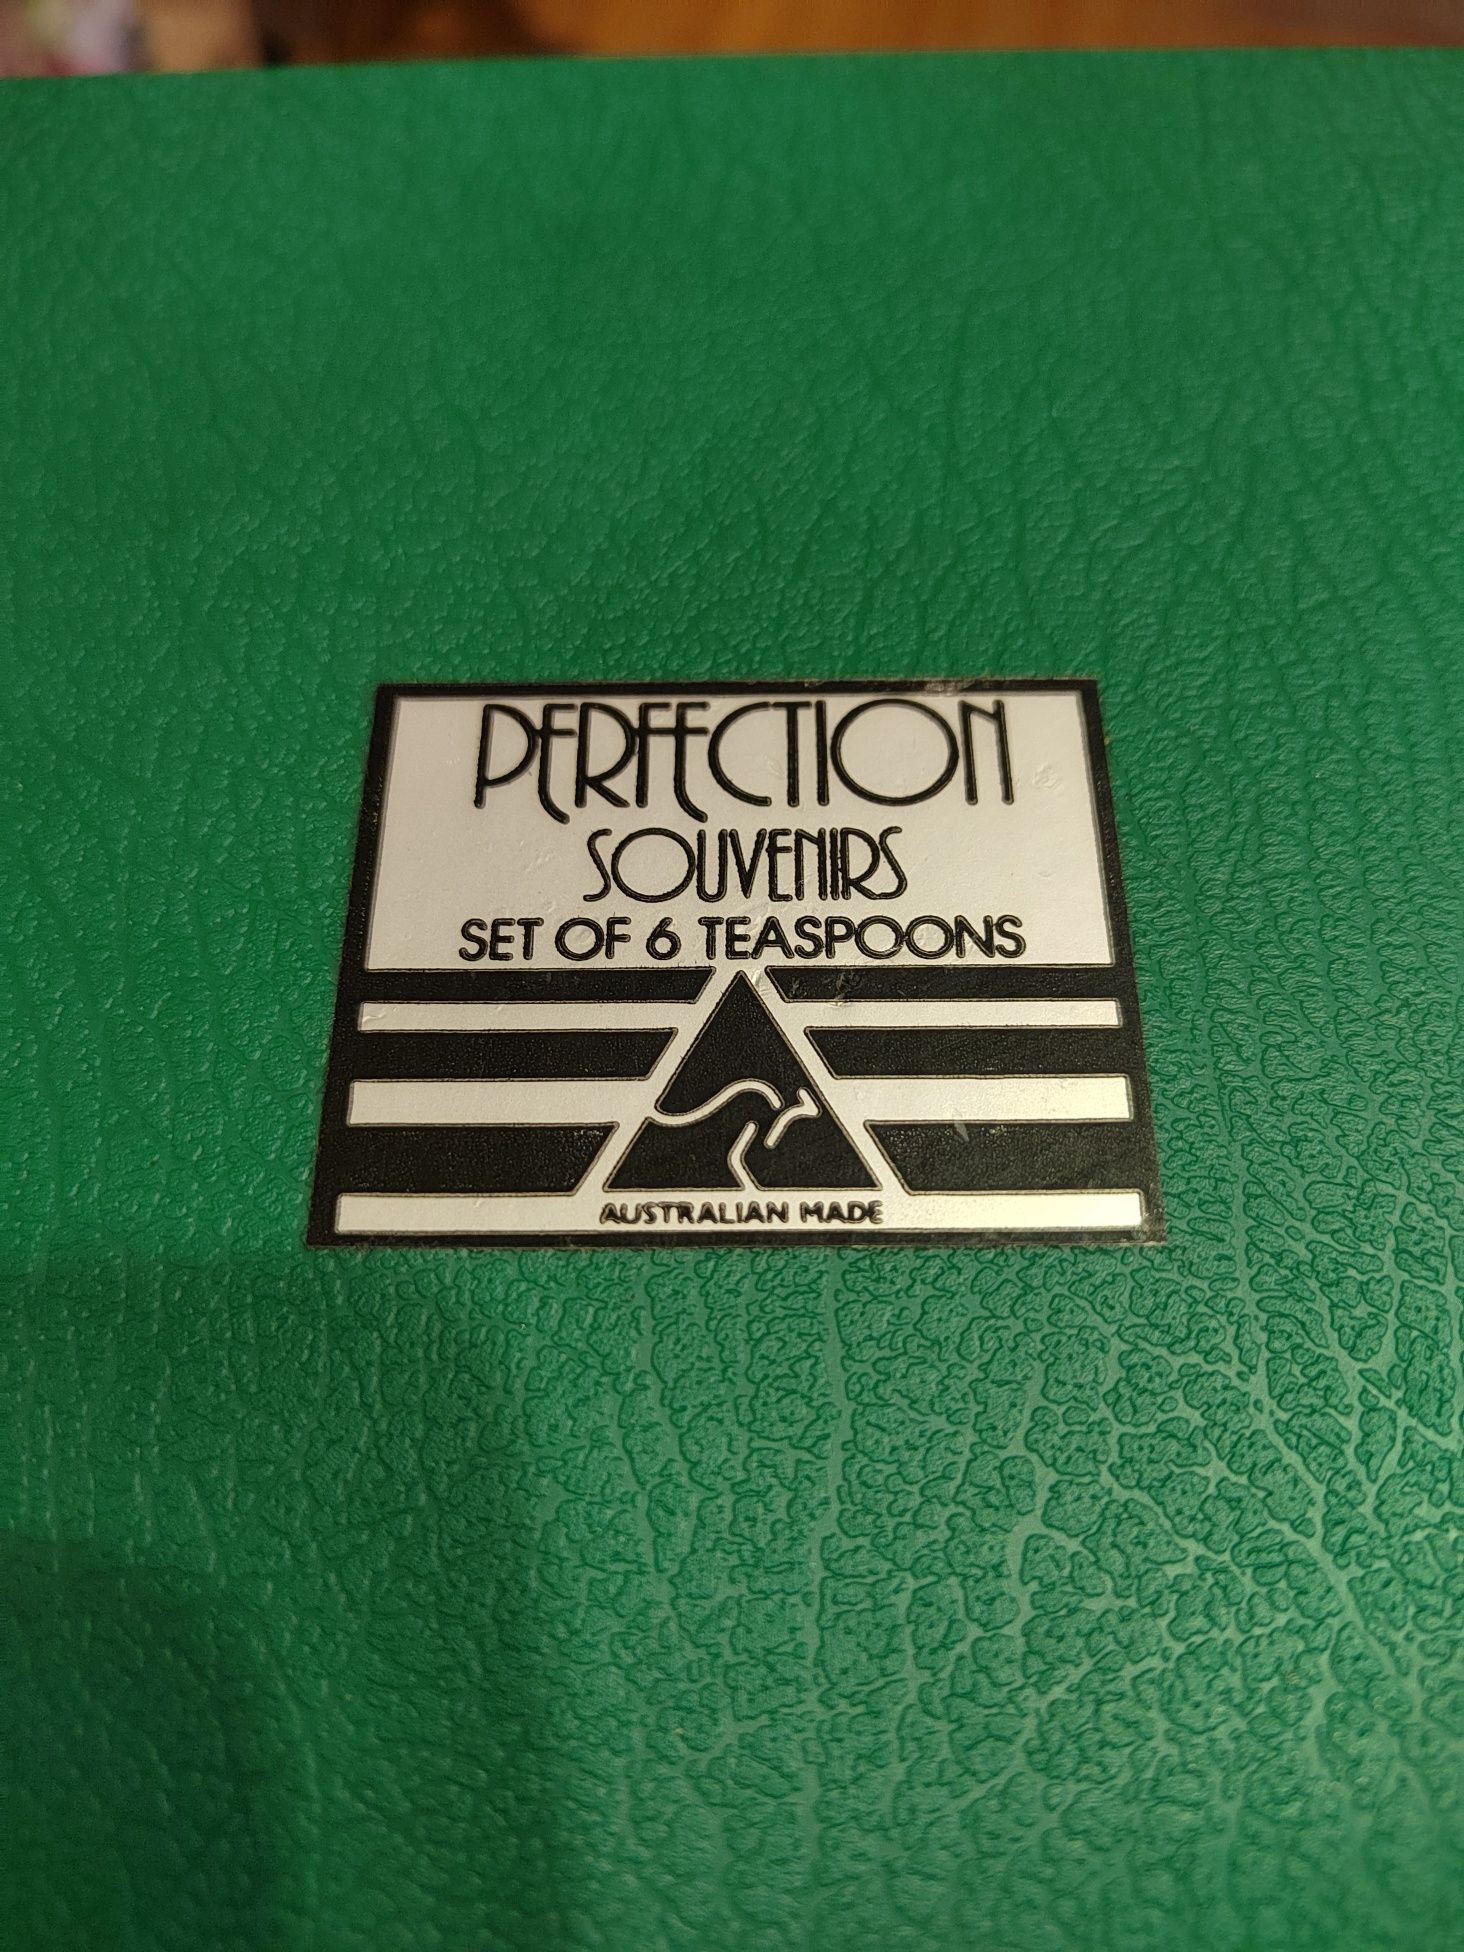 PERFECTION
SOUVENIRS
SET OF 6 TEASPOONS
AUSTRALIAN MADE